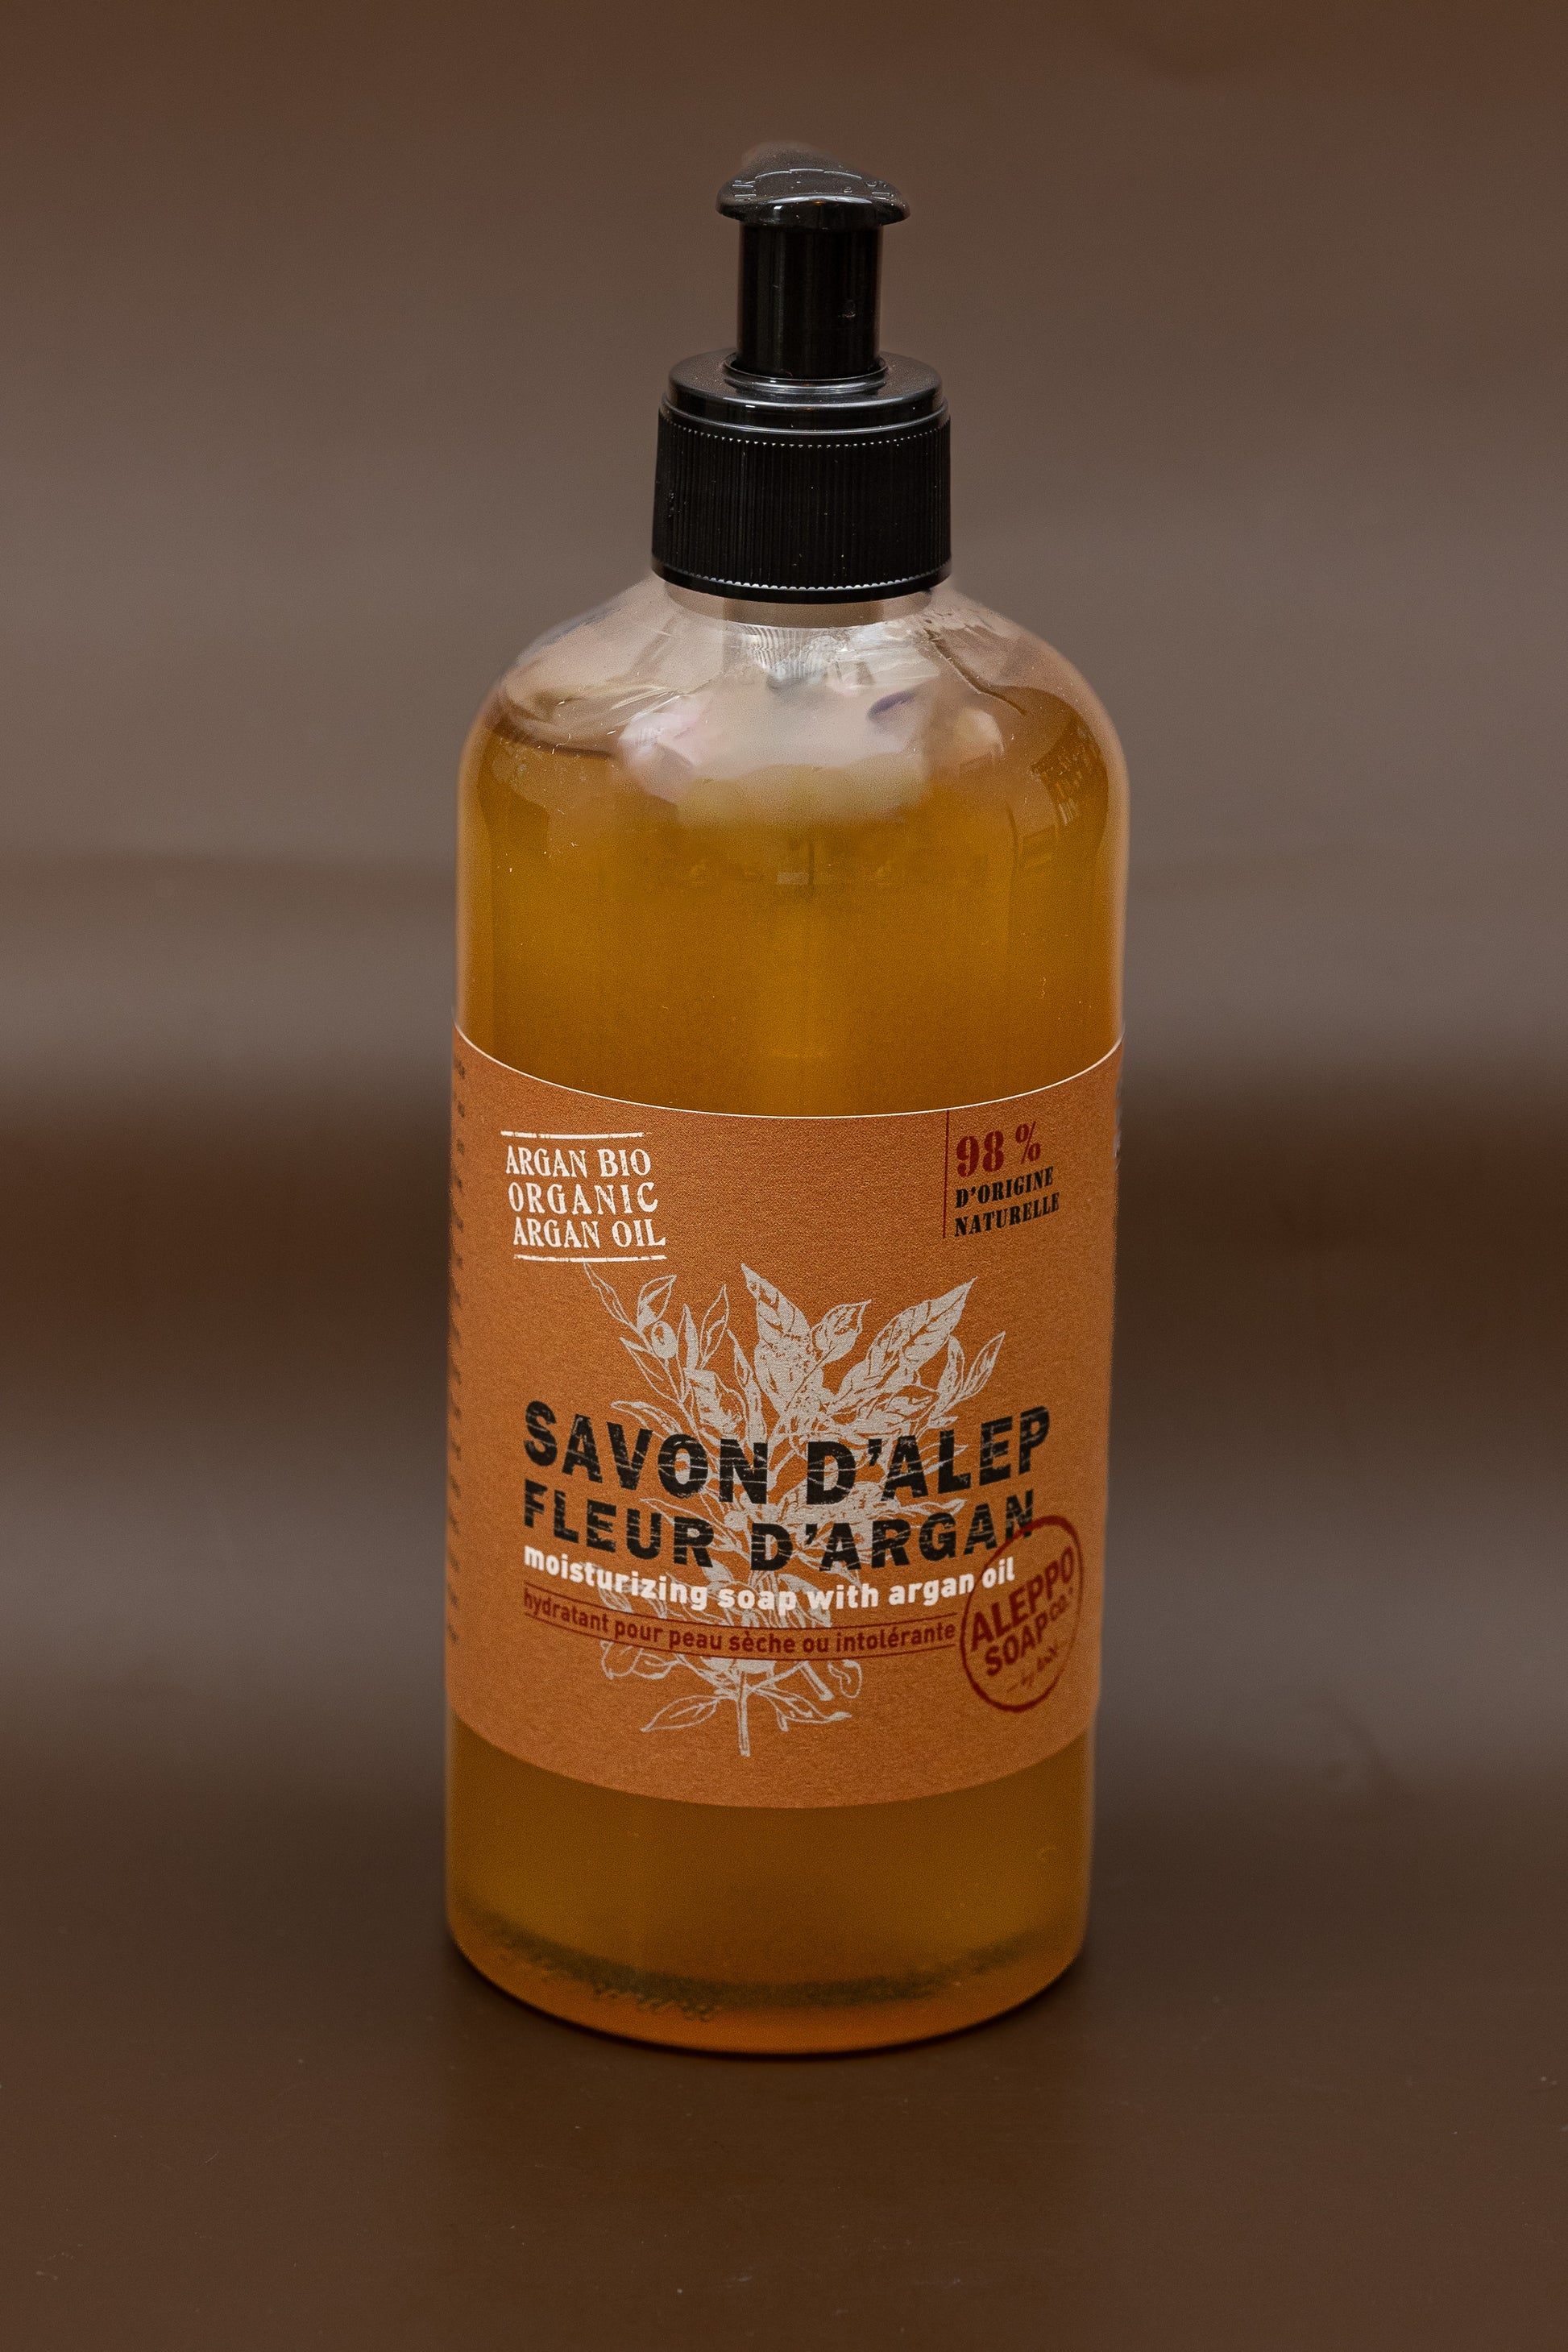 ARGAN BIO
ORGANIC
ARGAN OIL
98 %
D'ORIGINE
NATURELLE
SAVON D'ALEP
FLEUR D'ARGAN
moisturizing soap with argan oil
hydratant pour peau sèche ou intolérante
ALEPPO
SOAP CO.